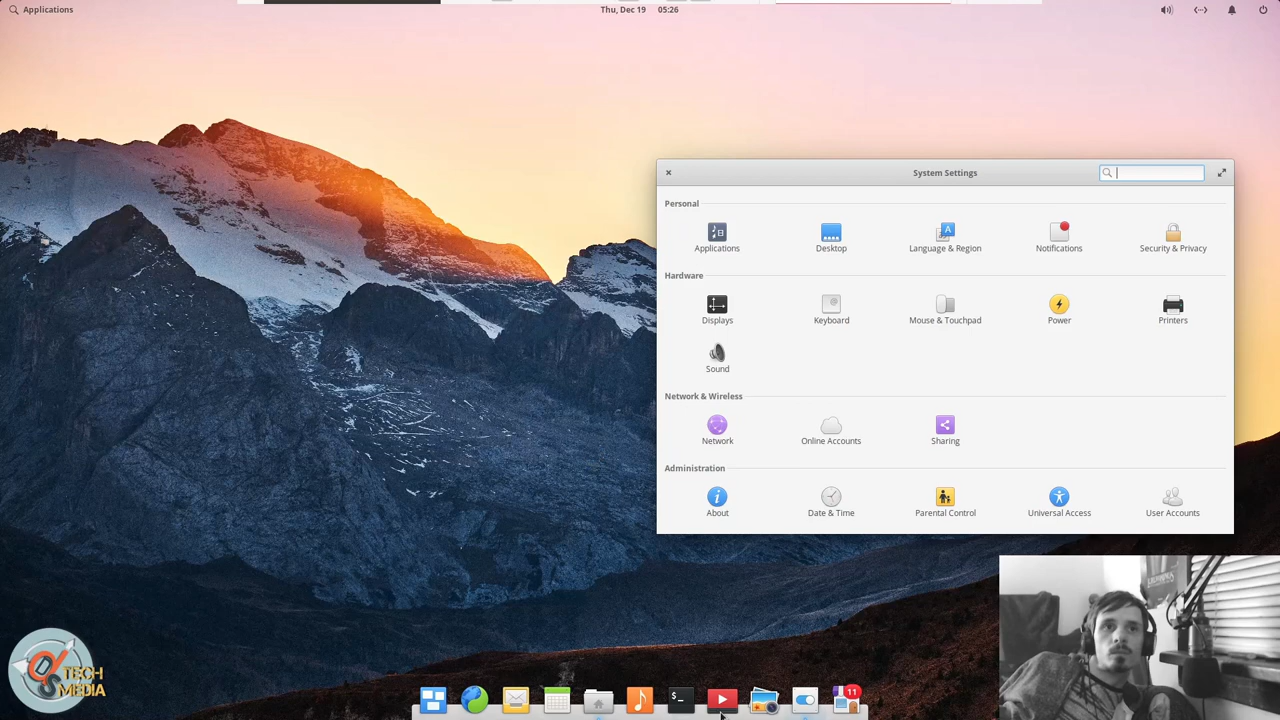 Applications
Thu, Dec 19 05:26
System Settings
Personal
Applications
Desktop
Language & Region
Notifications
Security & Privacy
Hardware
Displays
Keyboard
Mouse & Touchpad
Power
Printers
Sound
Network & Wireless
Network
Online Accounts
Sharing
Administration
About
Date & Time
Parental Control
Universal Access
User Accounts
TECH
MEDIA
11